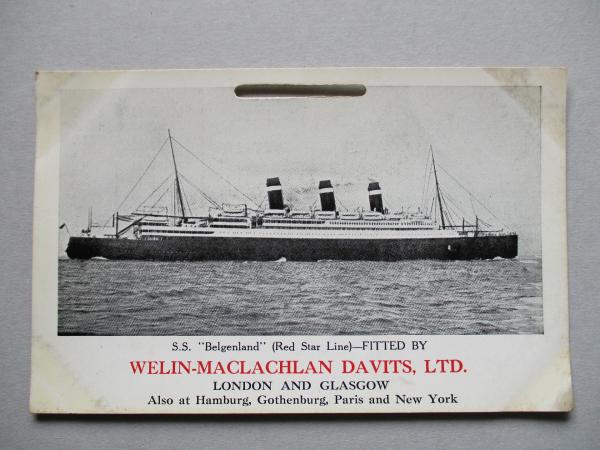 S.S. "Belgenland" (Red Star Line)—FITTED BY
WELIN-MACLACHLAN DAVITS, LTD.
LONDON AND GLASGOW
Also at Hamburg, Gothenburg, Paris and New York